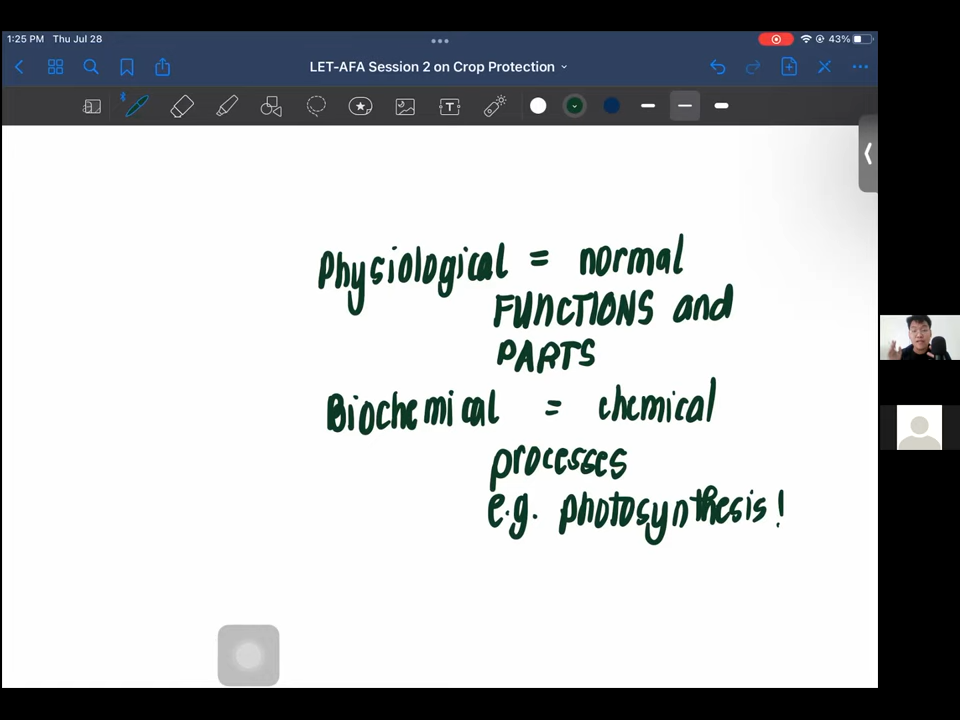 1:25 PM Thu Jul 28
43%
LET-AFA Session 2 on Crop Protection
T
Physiological = normal
FUNCTIONS and
PARTS
Biochemical = chemical
processes
e.g. photosynthesis!